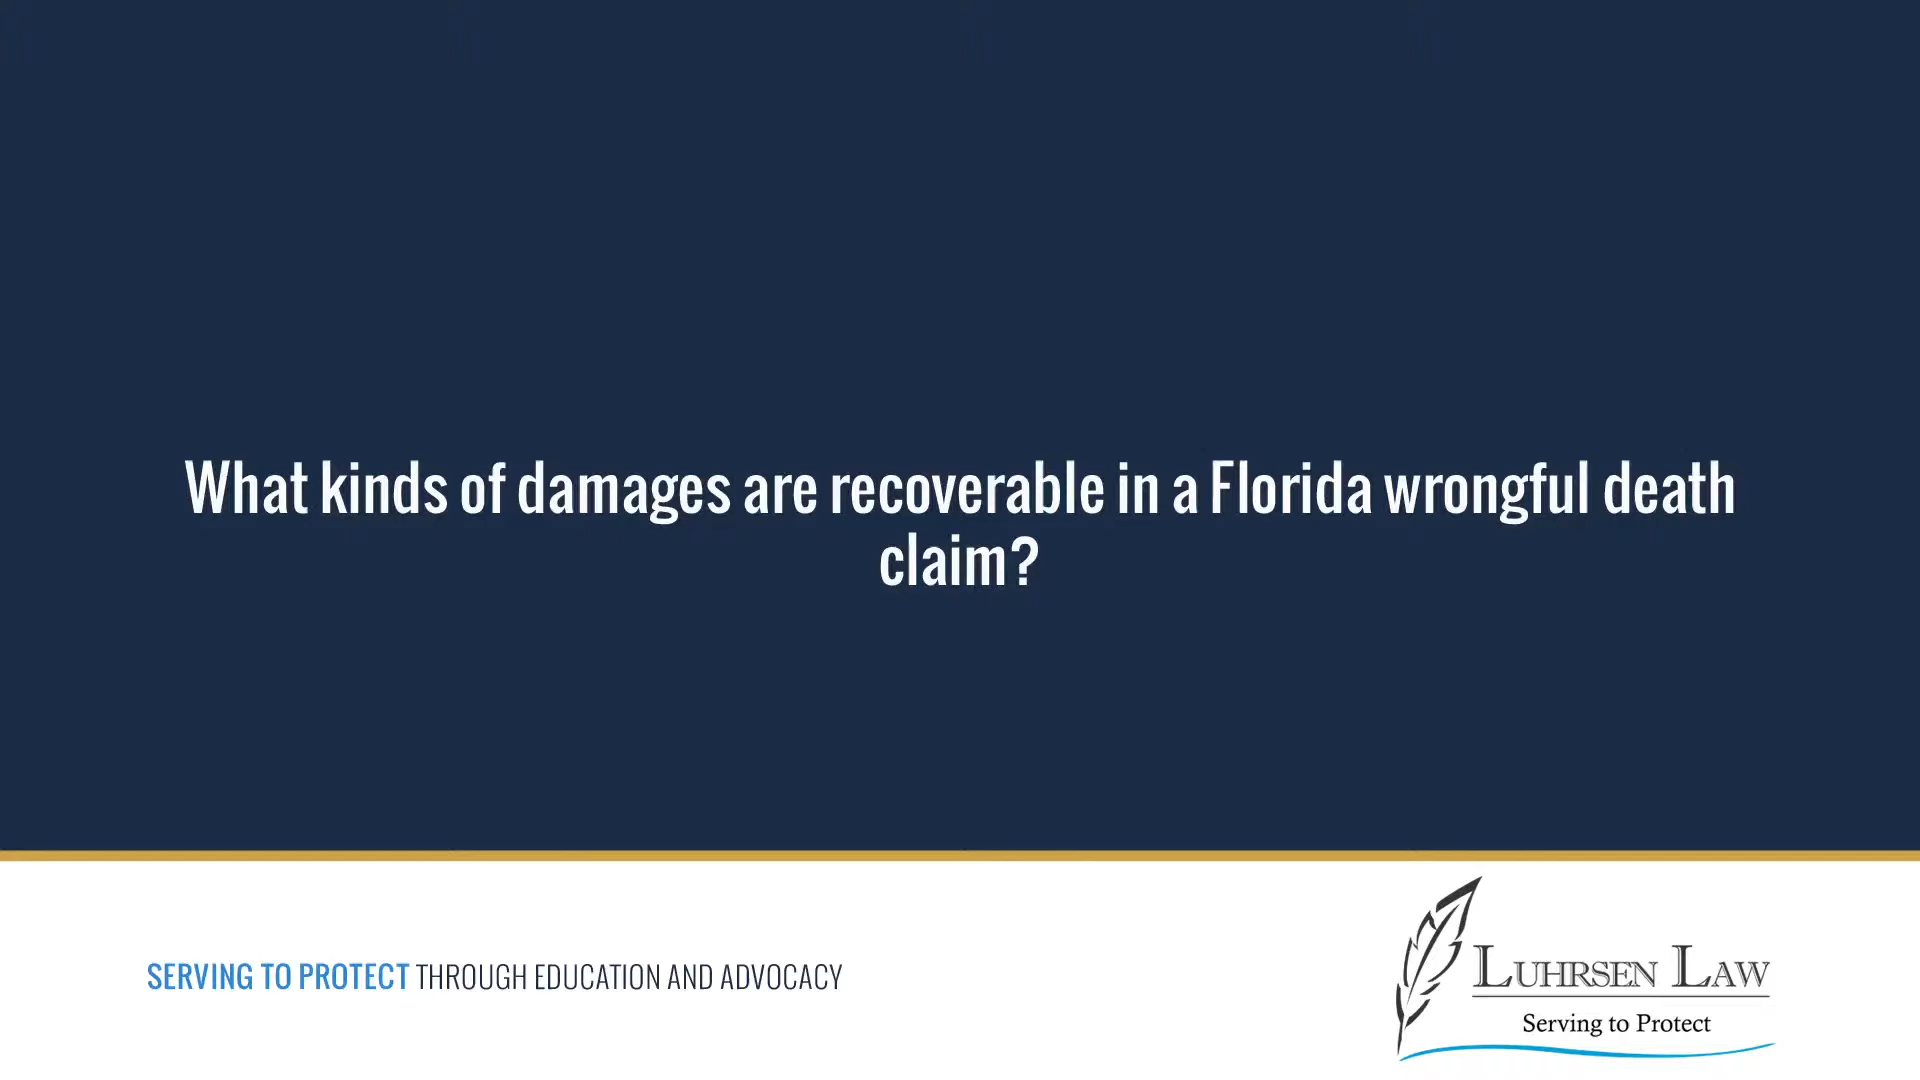 What kinds of damages are recoverable in a Florida wrongful death
claim?
SERVING TO PROTECT THROUGH EDUCATION AND ADVOCACY
LUHRSEN LAW
Serving to Protect